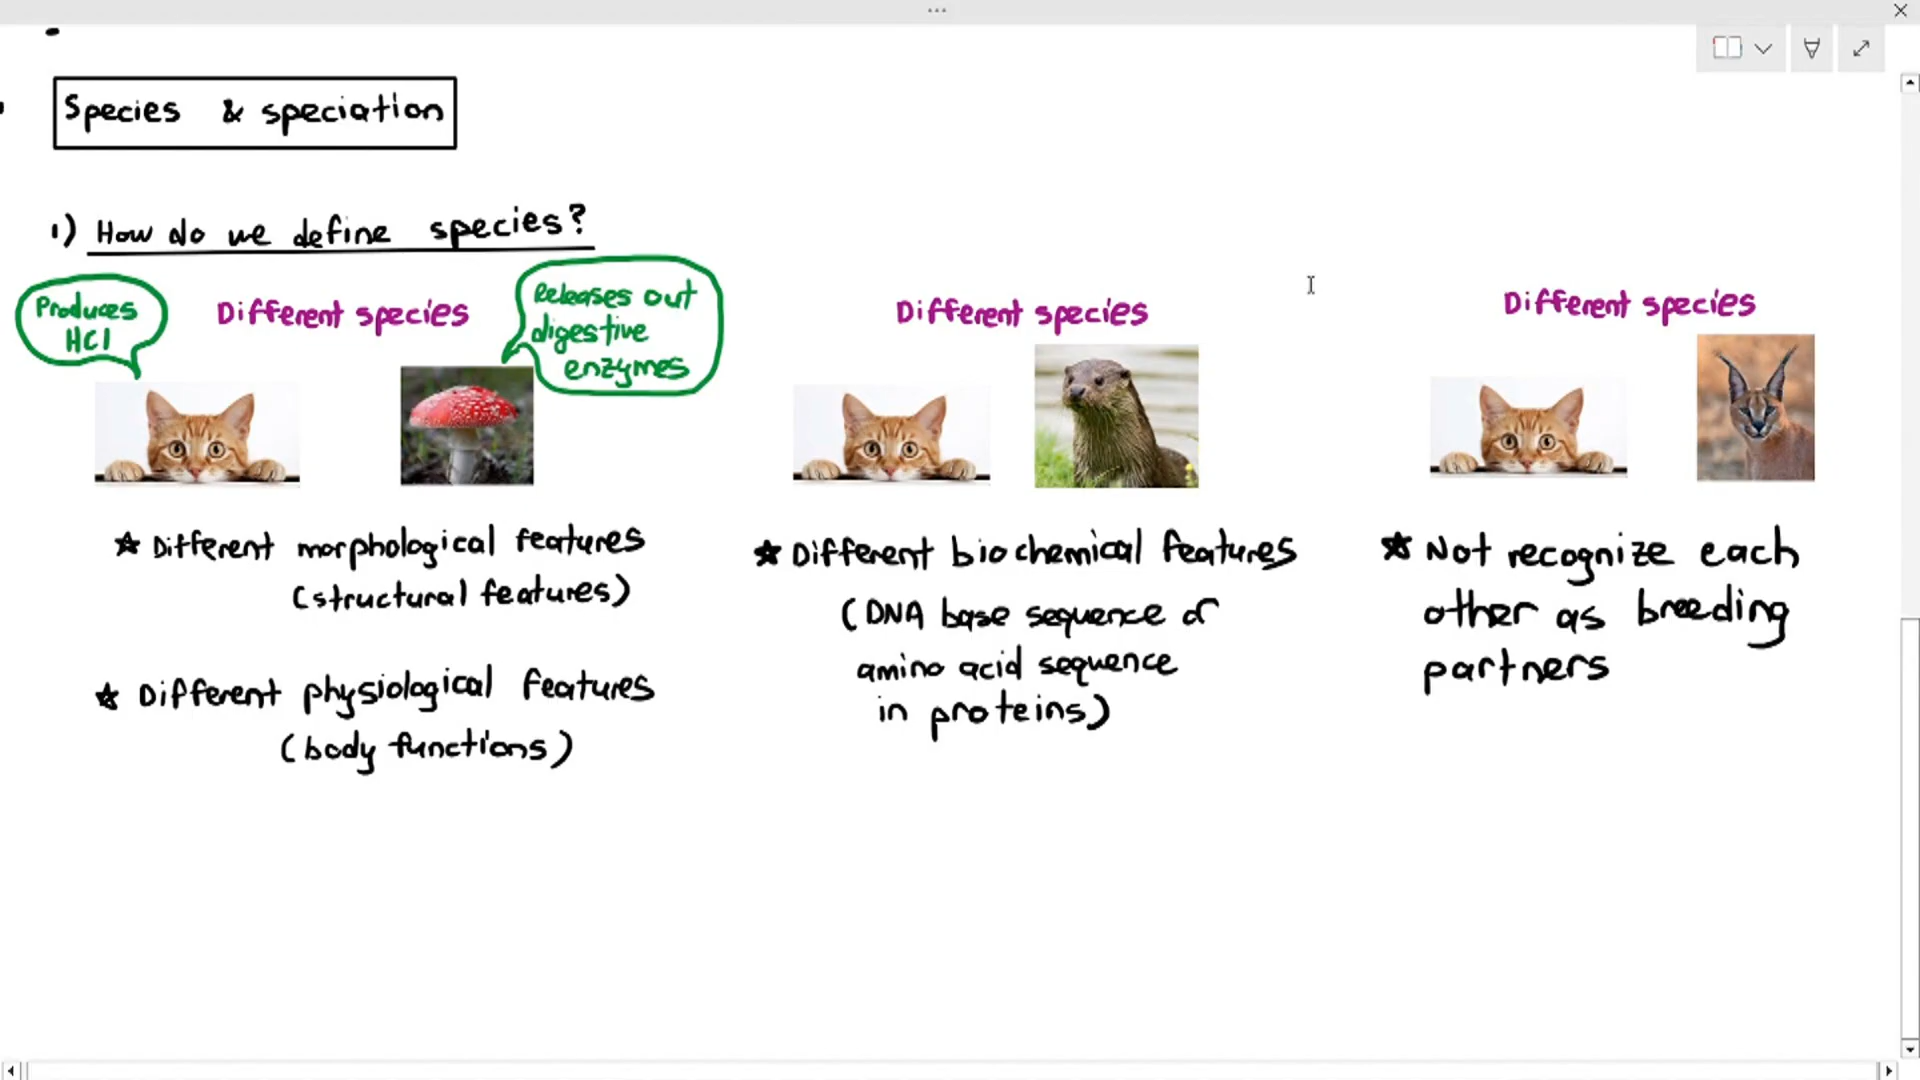 Species & speciation
1) How do we define species?
Produces
HCl
Different species
Releases out
digestive
enzymes
★ Different morphological features
(structural features)
★ Different physiological features
(body functions)
Different species
★ Different biochemical features
(DNA base sequence or
amino acid sequence
in proteins)
Different species
★ Not recognize each
other as breeding
partners